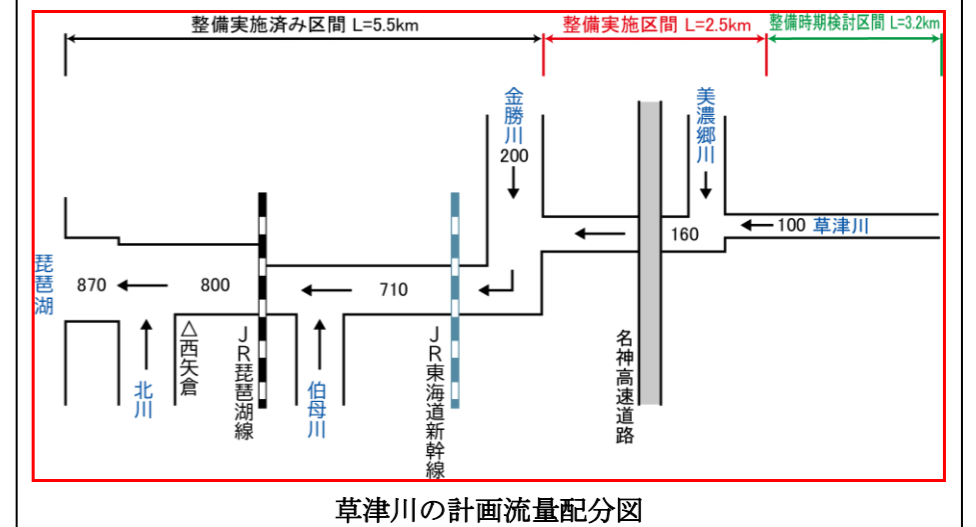 整備実施済み区間 L=5.5km
整備実施区間 L=2.5km
整備時期検討区間 L=3.2km
金勝川
200
美濃郷川
160
100 草津川
琵琶湖
870
800
710
北川
△西矢倉
JR琵琶湖線
伯母川
JR東海道新幹線
名神高速道路
草津川の計画流量配分図